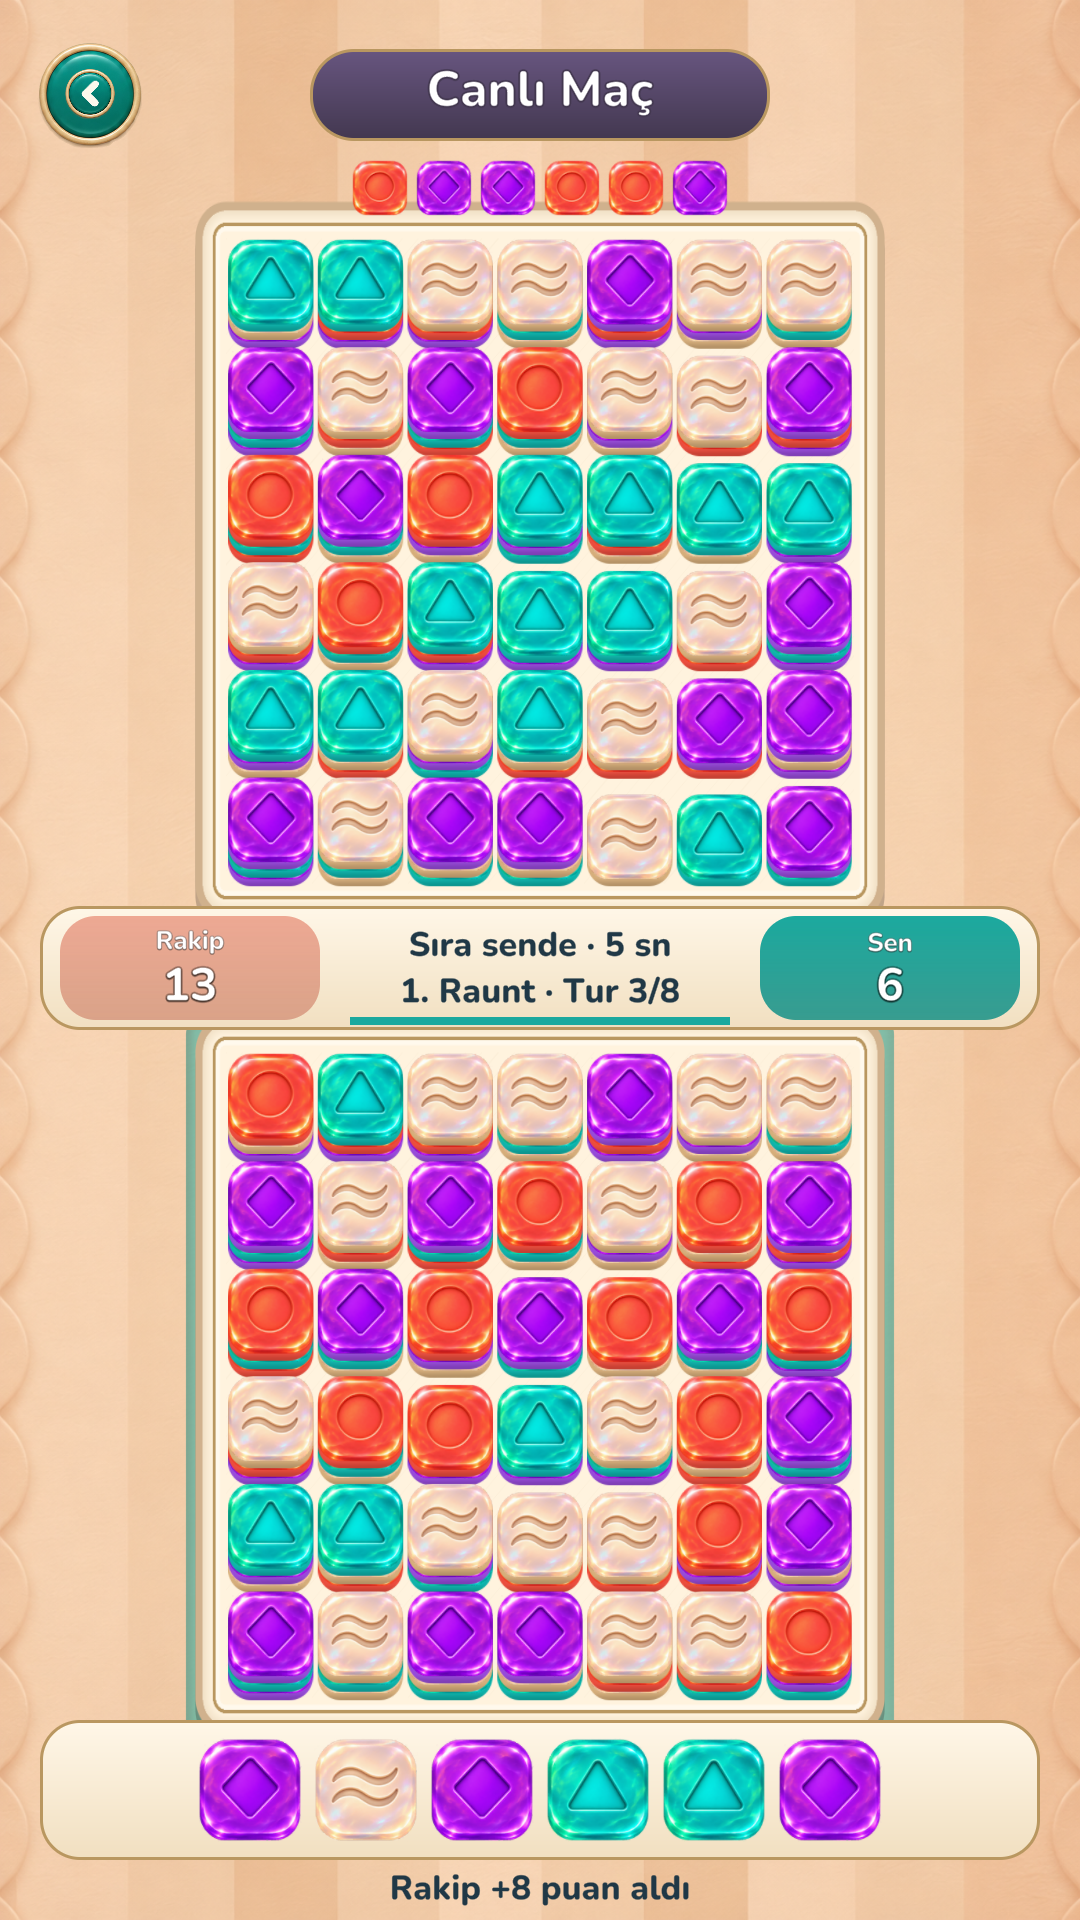 Canlı Maç
Rakip
13
Sıra sende · 5 sn
1. Raunt · Tur 3/8
Sen
6
Rakip +8 puan aldı